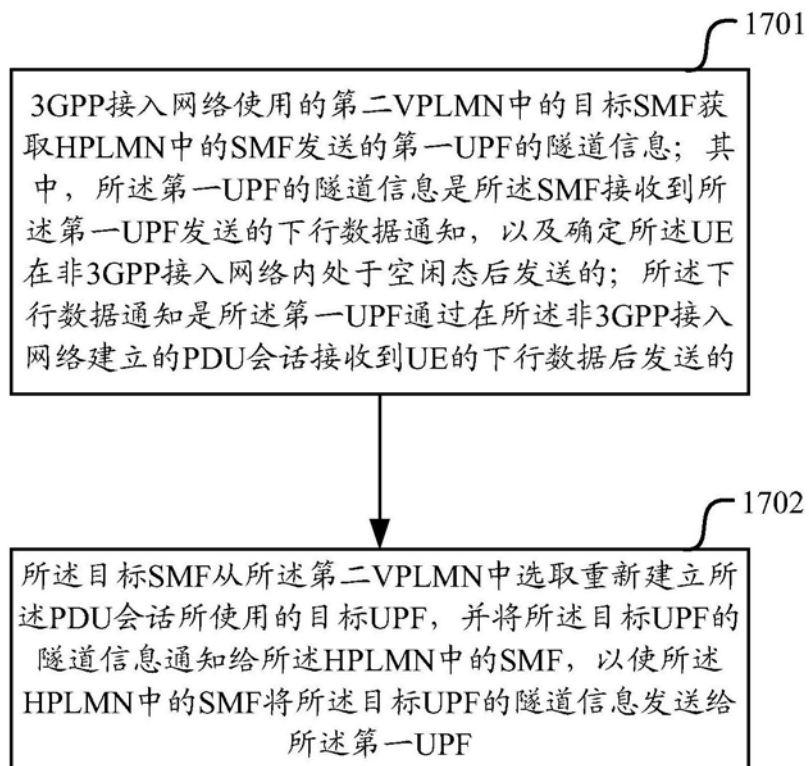 1701
3GPP接入网络使用的第二VPLMN中的目标SMF获
取HPLMN中的SMF发送的第一UPF的隧道信息；其
中，所述第一UPF的隧道信息是所述SMF接收到所
述第一UPF发送的下行数据通知，以及确定所述UE
在非3GPP接入网络内处于空闲态后发送的；所述下
行数据通知是所述第一UPF通过在所述非3GPP接入
网络建立的PDU会话接收到UE的下行数据后发送的
1702
所述目标SMF从所述第二VPLMN中选取重新建立所
述PDU会话所使用的目标UPF，并将所述目标UPF的
隧道信息通知给所述HPLMN中的SMF，以使所述
HPLMN中的SMF将所述目标UPF的隧道信息发送给
所述第一UPF